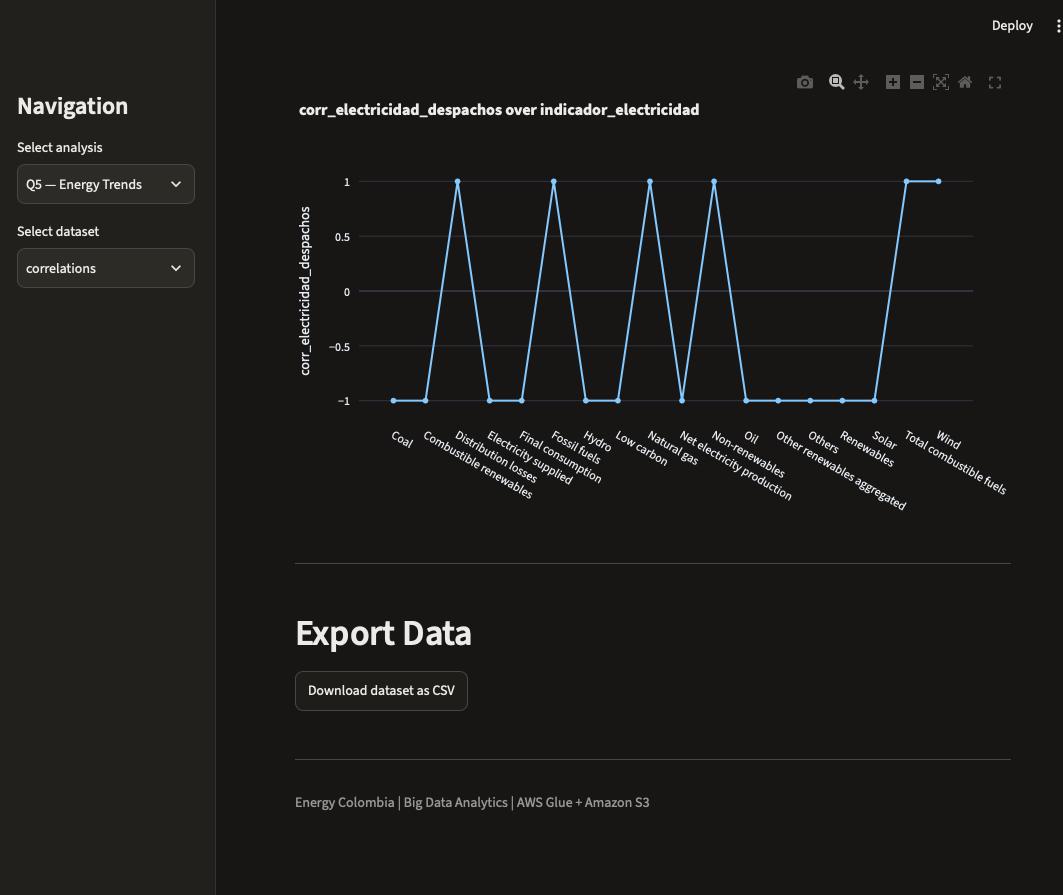 Deploy
Navigation
Select analysis
Q5 — Energy Trends
Select dataset
correlations
corr_electricidad_despachos over indicador_electricidad
corr_electricidad_despachos
1
0.5
0
−0.5
−1
Coal
Combustible renewables
Distribution losses
Electricity supplied
Final consumption
Fossil fuels
Hydro
Low carbon
Natural gas
Net electricity production
Non-renewables
Oil
Other renewables aggregated
Others
Renewables
Solar
Total combustible fuels
Wind
Export Data
Download dataset as CSV
Energy Colombia | Big Data Analytics | AWS Glue + Amazon S3